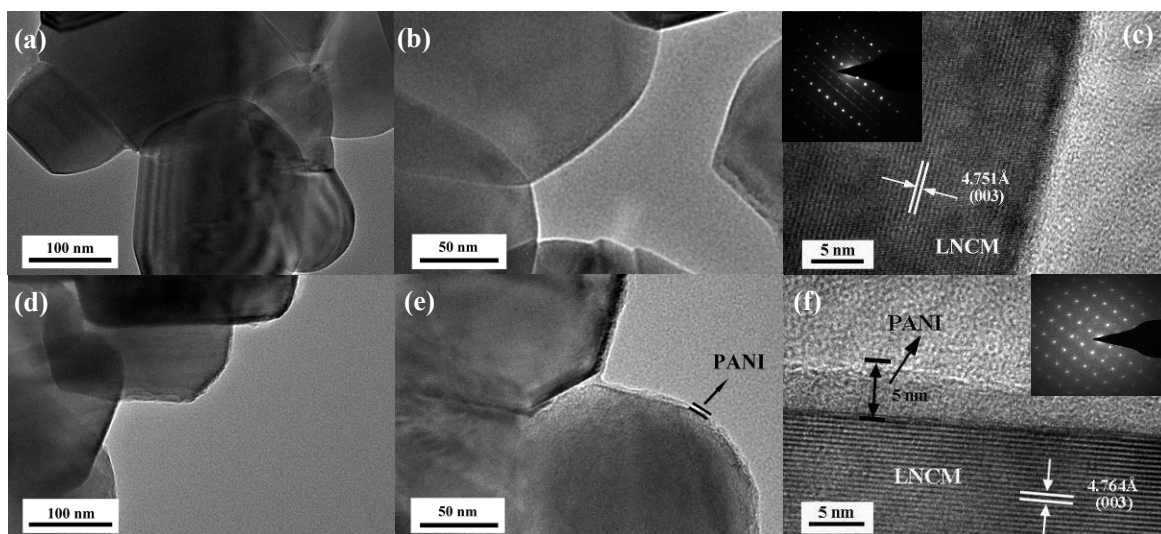 (a)
100 nm
(b)
50 nm
(c)
4.751Å
(003)
LNCM
5 nm
(d)
100 nm
(e)
PANI
50 nm
(f)
PANI
5 nm
LNCM
4.764Å
(003)
5 nm